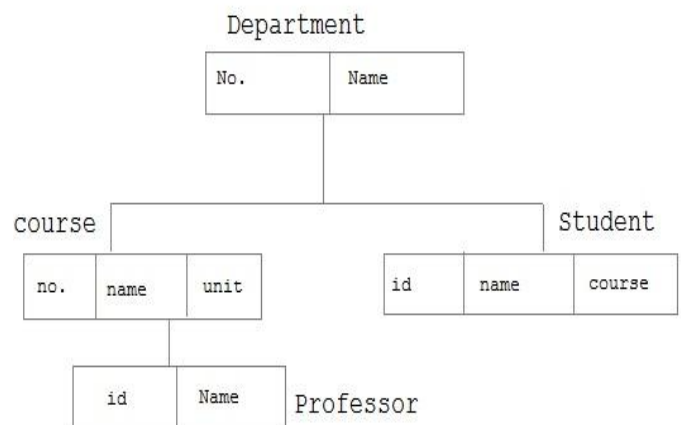 Department
No. Name
course
Student
no. name unit
id name course
id Name
Professor